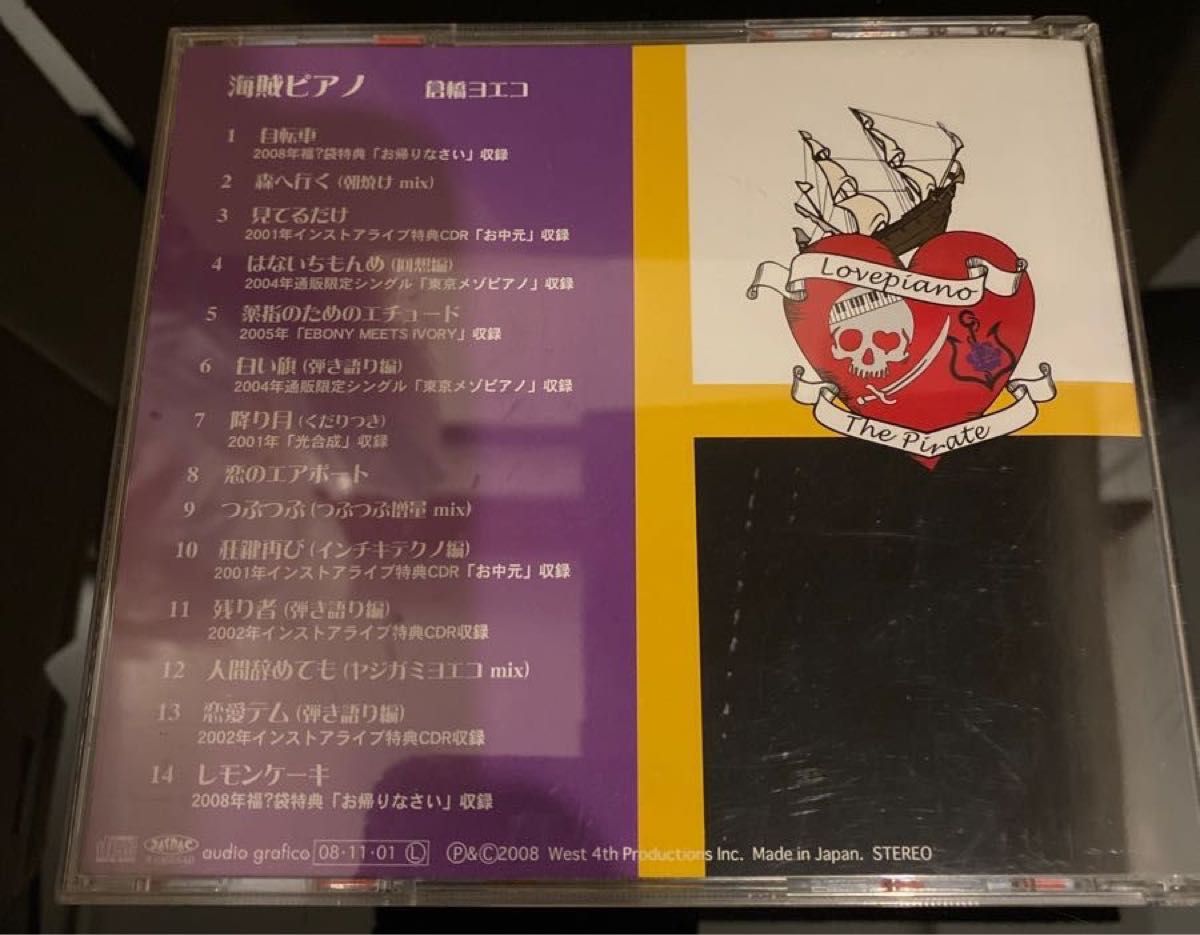 海賊ピアノ 倉橋ヨエコ
1 自転車
2008年福?袋特典「お帰りなさい」収録
2 森へ行く (朝焼け mix)
3 見てるだけ
2001年インストアライブ特典CDR「お中元」収録
4 はないちもんめ (回想編)
2004年通販限定シングル「東京メゾピアノ」収録
5 薬指のためのエチュード
2005年「EBONY MEETS IVORY」収録
6 白い旗 (弾き語り編)
2004年通販限定シングル「東京メゾピアノ」収録
7 降り月 (くだりつき)
2001年「光合成」収録
8 恋のエアポート
9 つぶつぶ (つぶつぶ増量 mix)
10 荘鍵再び (インチキテクノ編)
2001年インストアライブ特典CDR「お中元」収録
11 残り者 (弾き語り編)
2002年インストアライブ特典CDR収録
12 人間辞めても (ヤジガミヨエコ mix)
13 恋愛テム (弾き語り編)
2002年インストアライブ特典CDR収録
14 レモンケーキ
2008年福?袋特典「お帰りなさい」収録
audio grafico 08·11·01 Ⓛ Ⓟ&Ⓒ2008 West 4th Productions Inc. Made in Japan. STEREO
Lovepiano
The Pirate